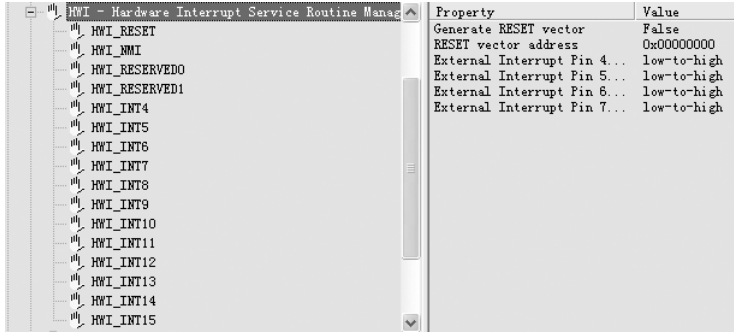 HWI - Hardware Interrupt Service Routine Manag
HWI_RESET
HWI_NMI
HWI_RESERVED0
HWI_RESERVED1
HWI_INT4
HWI_INT5
HWI_INT6
HWI_INT7
HWI_INT8
HWI_INT9
HWI_INT10
HWI_INT11
HWI_INT12
HWI_INT13
HWI_INT14
HWI_INT15
Property Value
Generate RESET vector False
RESET vector address 0x00000000
External Interrupt Pin 4... low-to-high
External Interrupt Pin 5... low-to-high
External Interrupt Pin 6... low-to-high
External Interrupt Pin 7... low-to-high